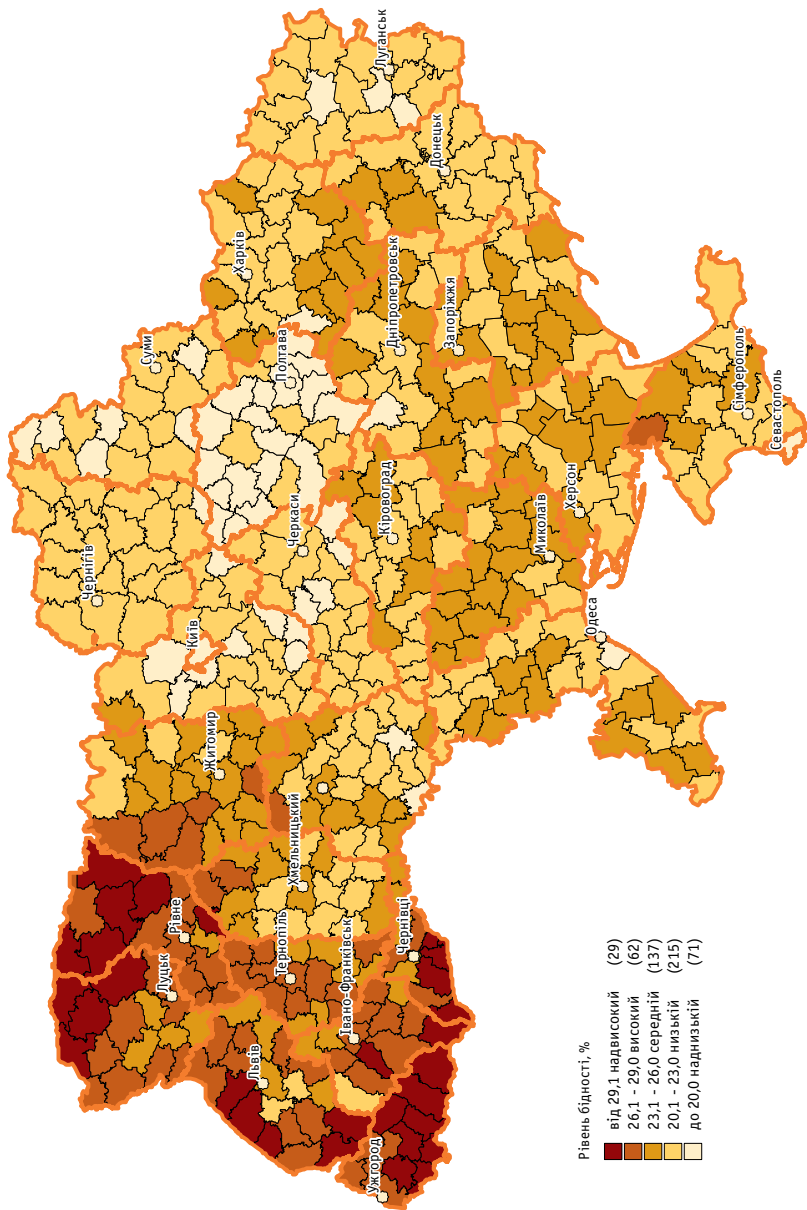 Чернігів
Суми
Київ
Полтава
Харків
Луганськ
Житомир
Черкаси
Рівне
Луцьк
Хмельницький
Тернопіль
Львів
Івано-Франківськ
Ужгород
Чернівці
Кіровоград
Дніпропетровськ
Донецьк
Запоріжжя
Миколаїв
Херсон
Одеса
Сімферополь
Севастополь
Рівень бідності, %
від 29,1 надвисокий (29)
26,1 - 29,0 високий (62)
23,1 - 26,0 середній (137)
20,1 - 23,0 низькій (215)
до 20,0 наднизькій (71)